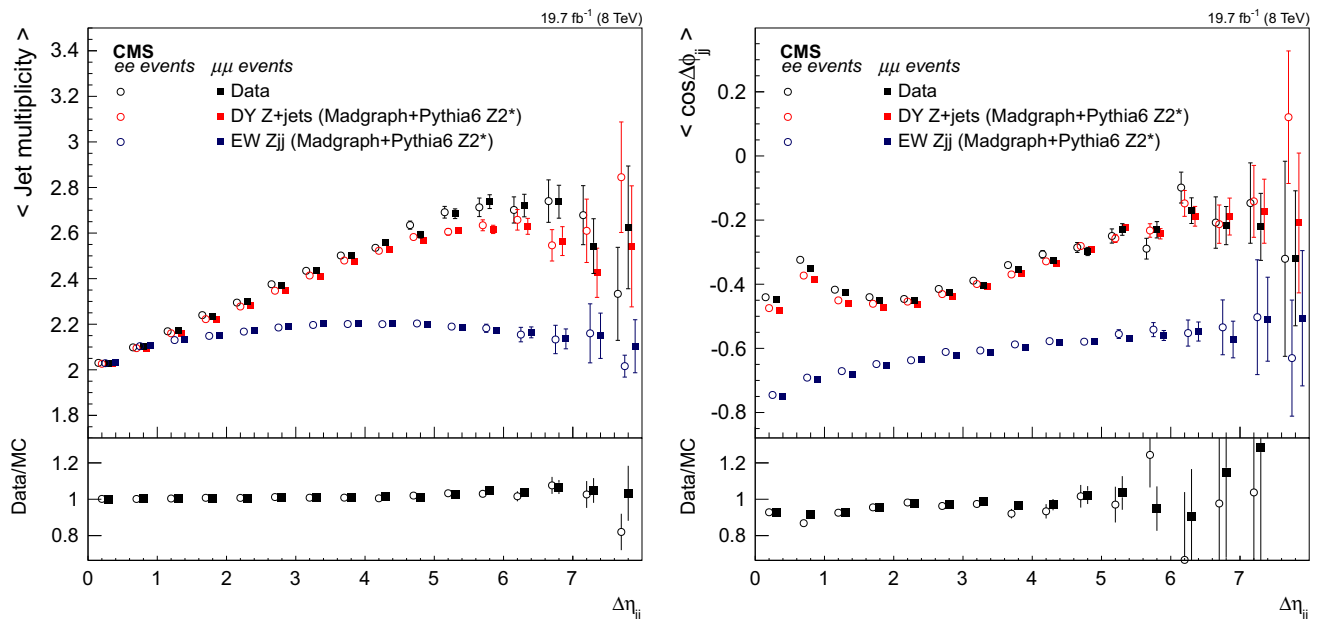 19.7 fb⁻¹ (8 TeV)
< Jet multiplicity >
3.4
3.2
3
2.8
2.6
2.4
2.2
2
1.8
CMS
ee events μμ events
Data
DY Z+jets (Madgraph+Pythia6 Z2*)
EW Zjj (Madgraph+Pythia6 Z2*)
Data/MC
1.2
1
0.8
0 1 2 3 4 5 6 7
Δη_jj
19.7 fb⁻¹ (8 TeV)
< cosΔϕ_jj >
0.2
0
-0.2
-0.4
-0.6
-0.8
CMS
ee events μμ events
Data
DY Z+jets (Madgraph+Pythia6 Z2*)
EW Zjj (Madgraph+Pythia6 Z2*)
Data/MC
1.2
1
0.8
0 1 2 3 4 5 6 7
Δη_jj